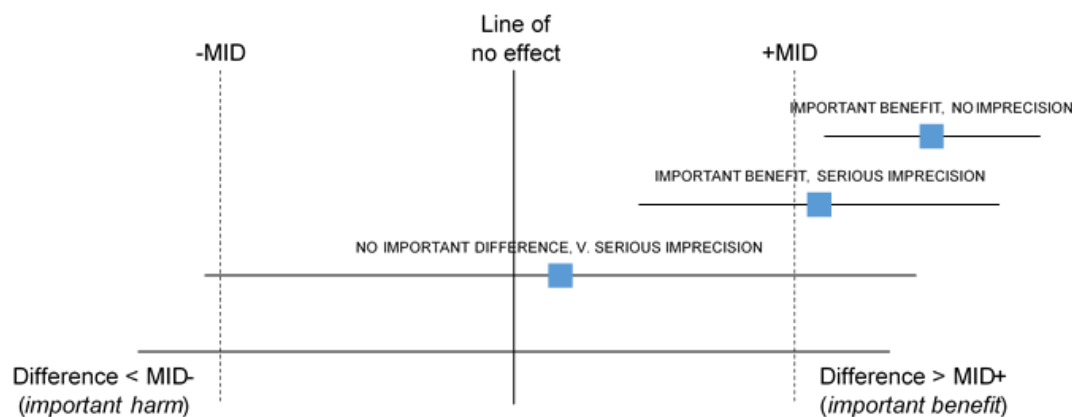 Line of
no effect
-MID
+MID
IMPORTANT BENEFIT, NO IMPRECISION
IMPORTANT BENEFIT, SERIOUS IMPRECISION
NO IMPORTANT DIFFERENCE, V. SERIOUS IMPRECISION
Difference < MID-
(important harm)
Difference > MID+
(important benefit)